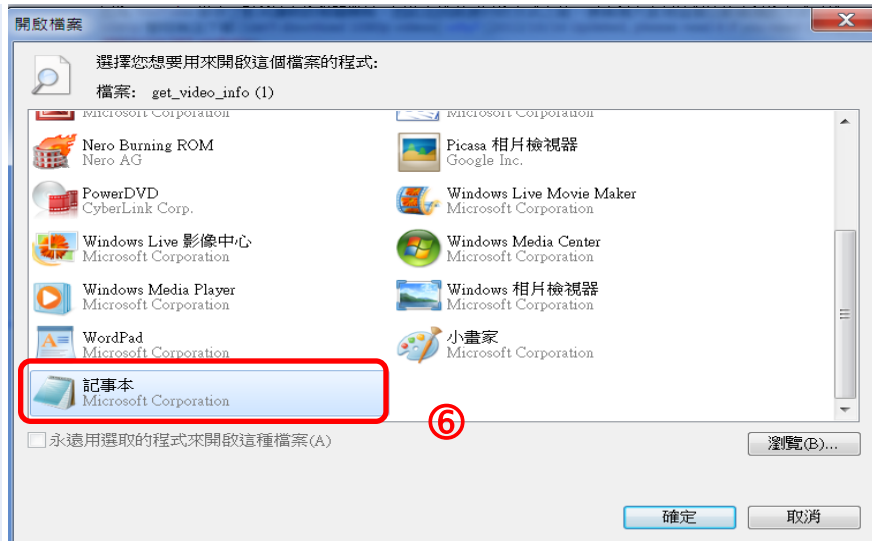 開啟檔案
選擇您想要用來開啟這個檔案的程式:
檔案: get_video_info (1)
Microsoft Corporation
Microsoft Corporation
Nero Burning ROM
Nero AG
Picasa 相片檢視器
Google Inc.
PowerDVD
CyberLink Corp.
Windows Live Movie Maker
Microsoft Corporation
Windows Live 影像中心
Microsoft Corporation
Windows Media Center
Microsoft Corporation
Windows Media Player
Microsoft Corporation
Windows 相片檢視器
Microsoft Corporation
WordPad
Microsoft Corporation
小畫家
Microsoft Corporation
記事本
Microsoft Corporation
⑥
永遠用選取的程式來開啟這種檔案(A)
瀏覽(B)...
確定
取消